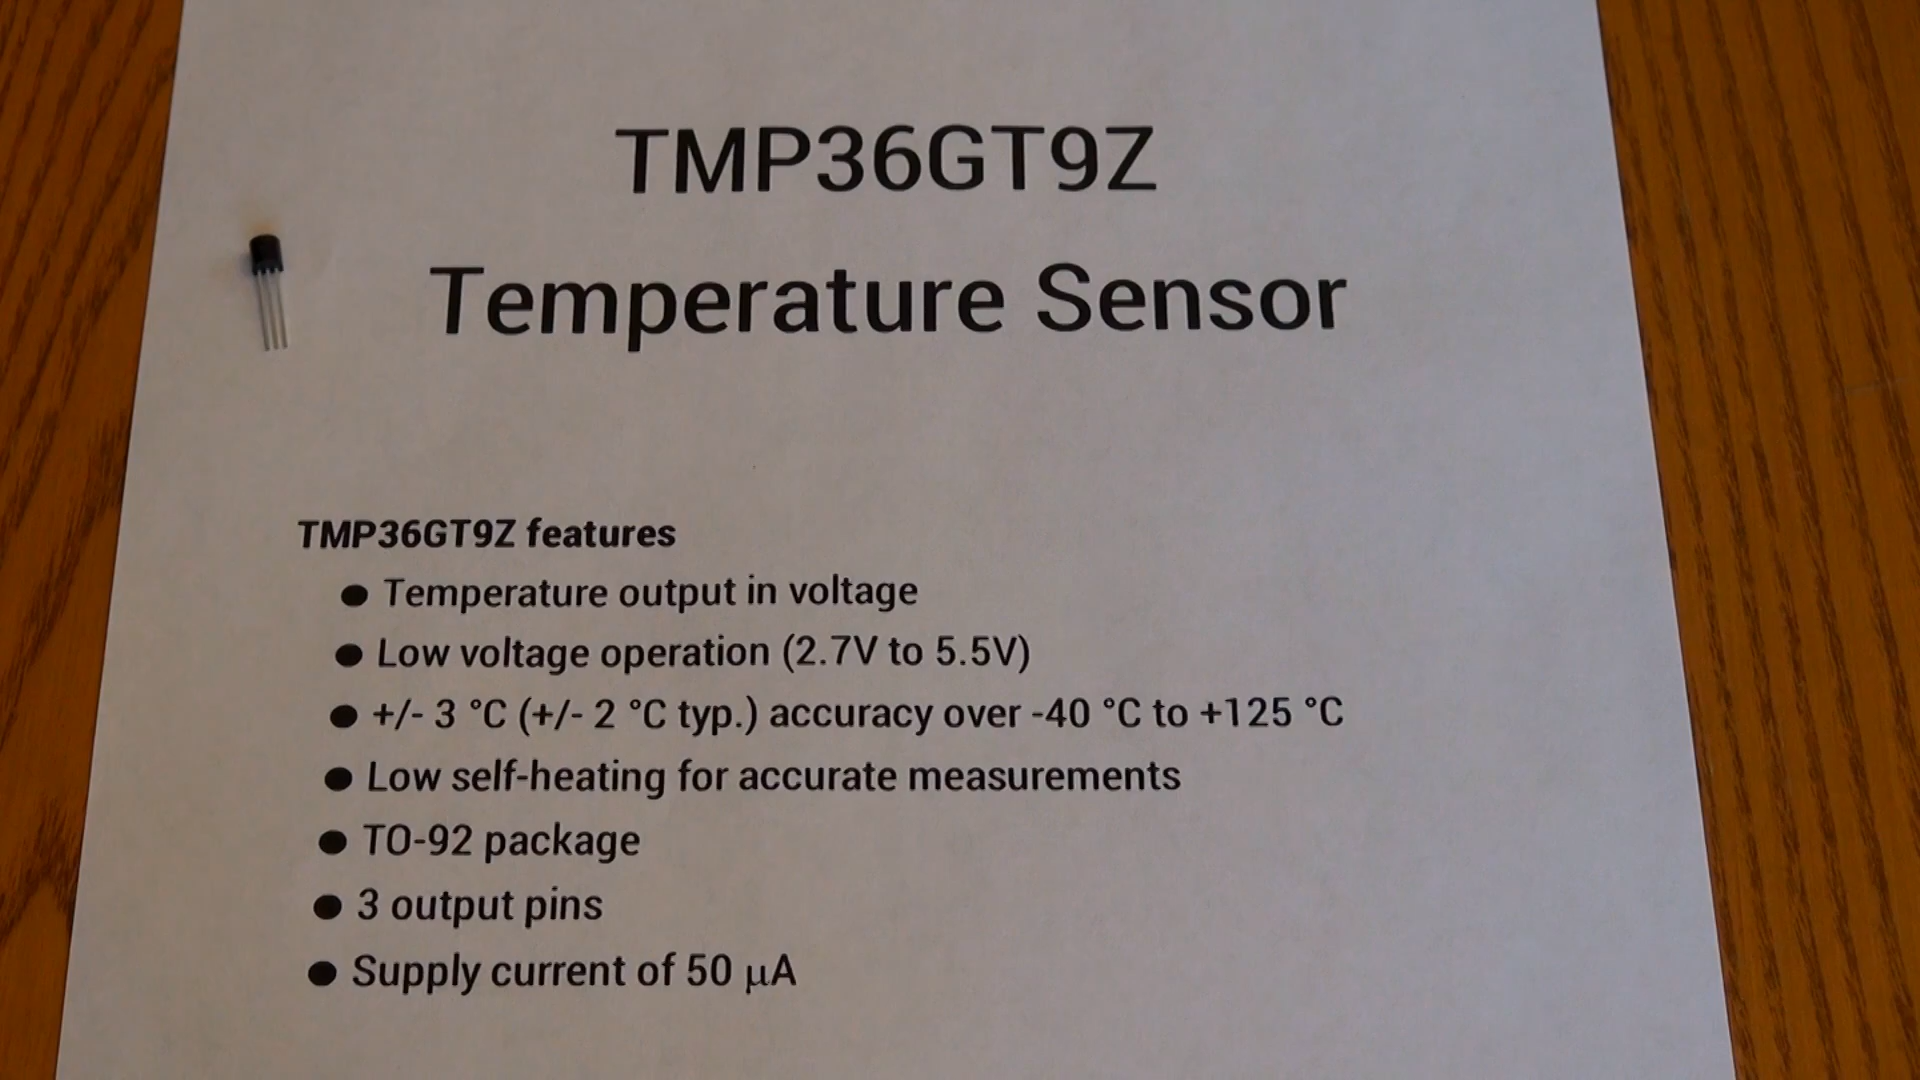 TMP36GT9Z
Temperature Sensor
TMP36GT9Z features
● Temperature output in voltage
● Low voltage operation (2.7V to 5.5V)
● +/- 3 °C (+/- 2 °C typ.) accuracy over -40 °C to +125 °C
● Low self-heating for accurate measurements
● TO-92 package
● 3 output pins
● Supply current of 50 µA